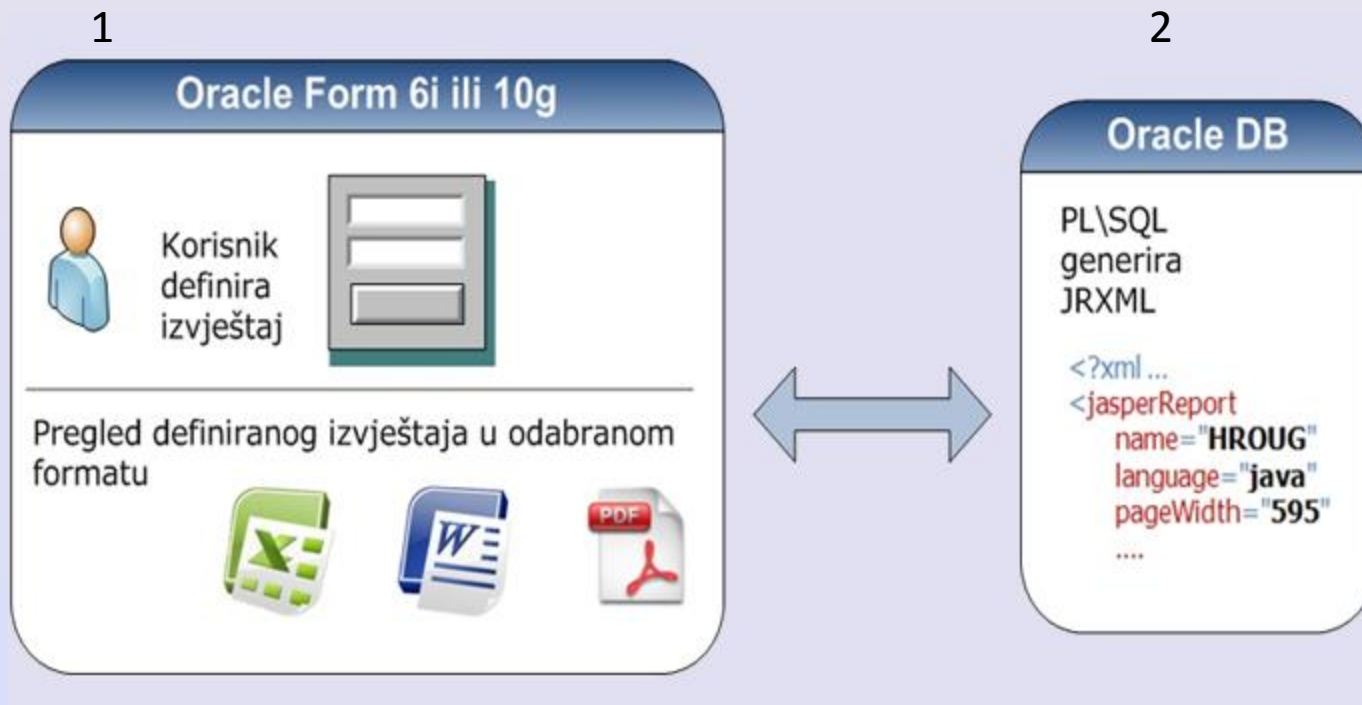 1
Oracle Form 6i ili 10g
Korisnik
definira
izvještaj
Pregled definiranog izvještaja u odabranom
formatu
X
W
PDF
2
Oracle DB
PL\SQL
generira
JRXML
<?xml ...
<jasperReport
name="HROUG"
language="java"
pageWidth="595"
....